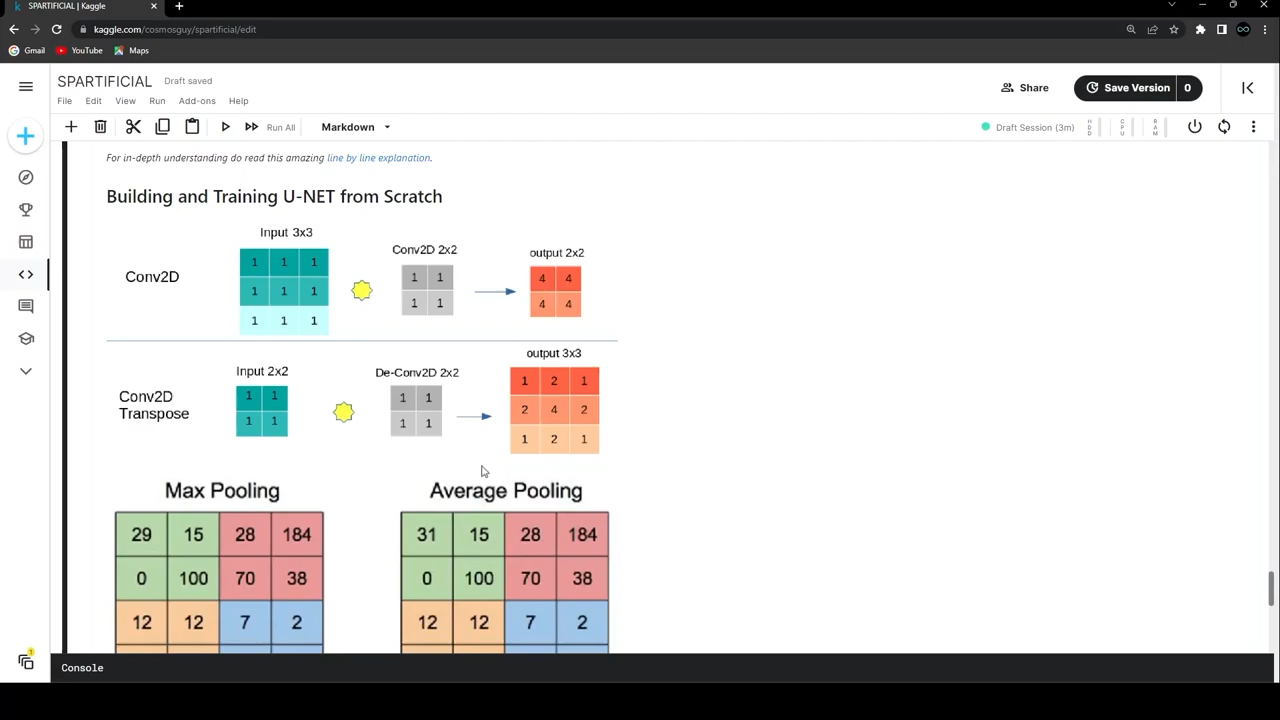 SPARTIFICIAL | Kaggle
kaggle.com/cosmosguy/spartificial/edit
Gmail YouTube Maps
SPARTIFICIAL Draft saved
File Edit View Run Add-ons Help
Share
Save Version 0
Run All
Markdown
Draft Session (3m)
HDD
CPU
RAM
For in-depth understanding do read this amazing line by line explanation.
Building and Training U-NET from Scratch
Input 3x3
Conv2D 2x2
output 2x2
Conv2D
1 1 1
1 1 1
1 1 1
1 1
1 1
4 4
4 4
Input 2x2
De-Conv2D 2x2
output 3x3
Conv2D
Transpose
1 1
1 1
1 1
1 1
1 2 1
2 4 2
1 2 1
Max Pooling
29 15 28 184
0 100 70 38
12 12 7 2
Average Pooling
31 15 28 184
0 100 70 38
12 12 7 2
1
Console